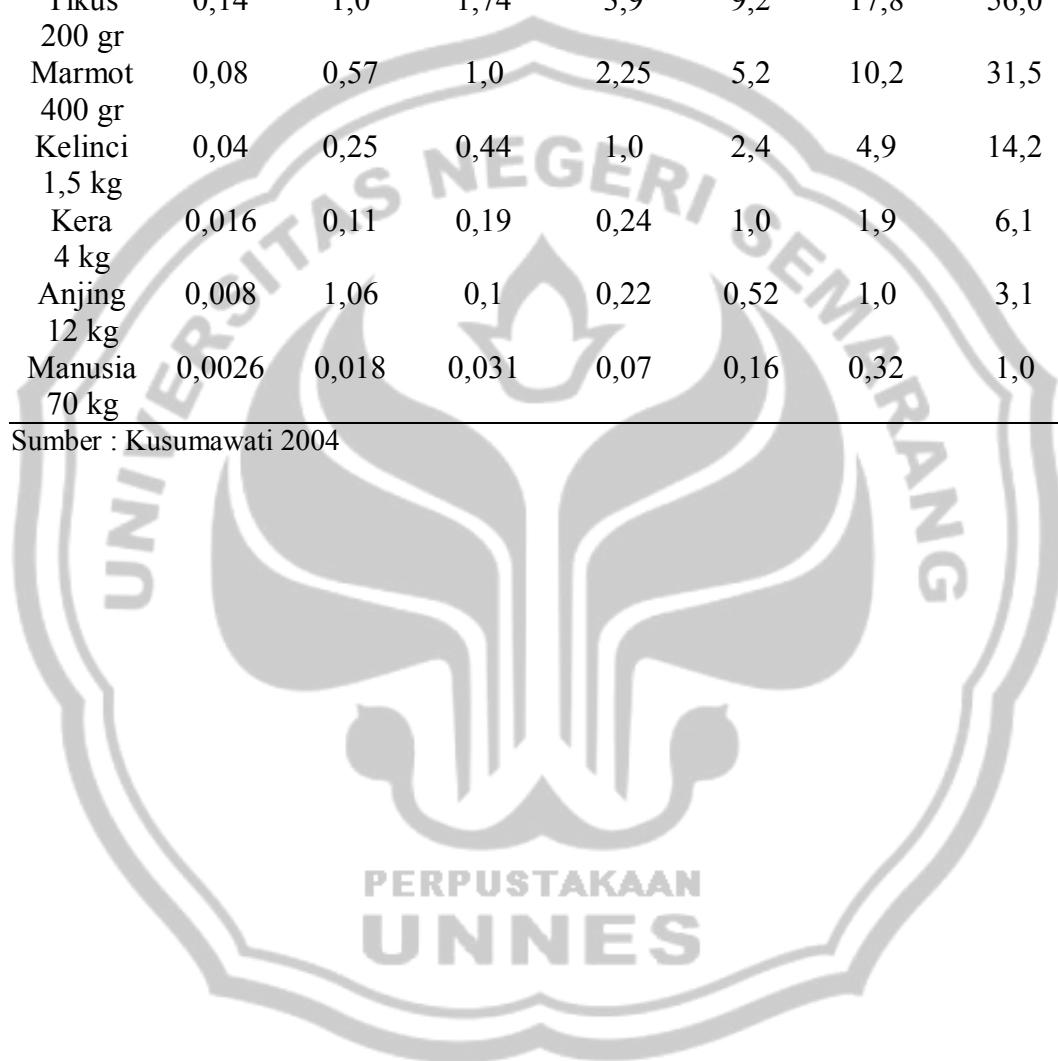 Tikus 0,14 1,0 1,74 3,9 9,2 17,8 56,0
200 gr
Marmot 0,08 0,57 1,0 2,25 5,2 10,2 31,5
400 gr
Kelinci 0,04 0,25 0,44 1,0 2,4 4,9 14,2
1,5 kg
Kera 0,016 0,11 0,19 0,24 1,0 1,9 6,1
4 kg
Anjing 0,008 1,06 0,1 0,22 0,52 1,0 3,1
12 kg
Manusia 0,0026 0,018 0,031 0,07 0,16 0,32 1,0
70 kg
Sumber : Kusumawati 2004
UNIVERSITAS NEGERI SEMARANG
PERPUSTAKAAN
UNNES